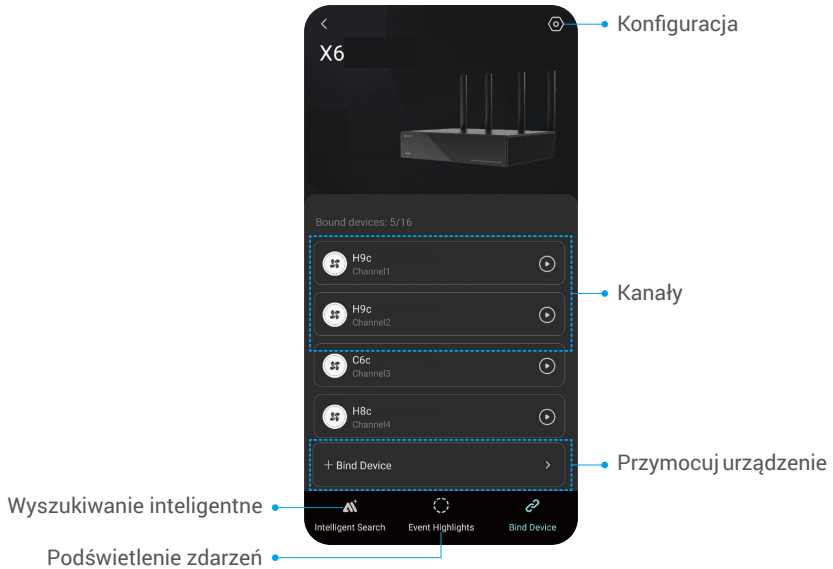 Konfiguracja
X6
Bound devices: 5/16
H9c
Channel1
Kanały
H9c
Channel2
C6c
Channel3
H8c
Channel4
+ Bind Device
Przymocuj urządzenie
Wyszukiwanie inteligentne
Intelligent Search
Event Highlights
Bind Device
Podświetlenie zdarzeń